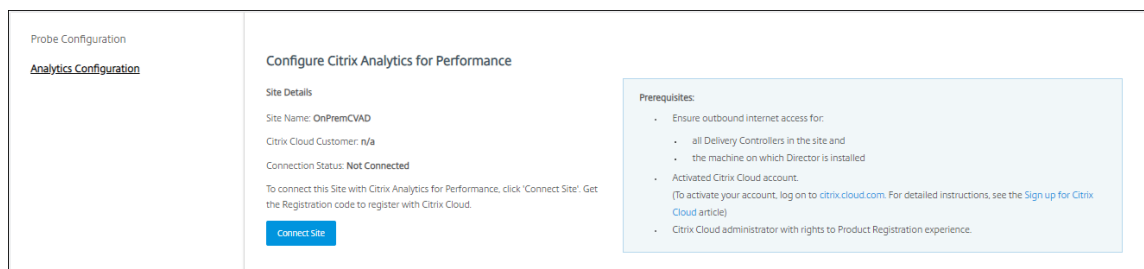 Probe Configuration
Analytics Configuration
Configure Citrix Analytics for Performance
Site Details
Site Name: OnPremCVAD
Citrix Cloud Customer: n/a
Connection Status: Not Connected
To connect this Site with Citrix Analytics for Performance, click 'Connect Site'. Get
the Registration code to register with Citrix Cloud.
Connect Site
Prerequisites:
• Ensure outbound internet access for:
• all Delivery Controllers in the site and
• the machine on which Director is installed
• Activated Citrix Cloud account.
(To activate your account, log on to citrix.cloud.com. For detailed instructions, see the Sign up for Citrix
Cloud article)
• Citrix Cloud administrator with rights to Product Registration experience.